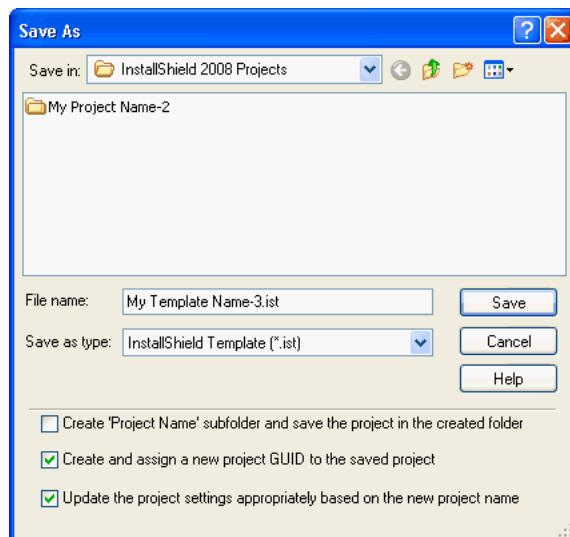 Save As
Save in: InstallShield 2008 Projects
My Project Name-2
File name: My Template Name-3.ist Save
Save as type: InstallShield Template (*.ist) Cancel
Help
Create 'Project Name' subfolder and save the project in the created folder
Create and assign a new project GUID to the saved project
Update the project settings appropriately based on the new project name